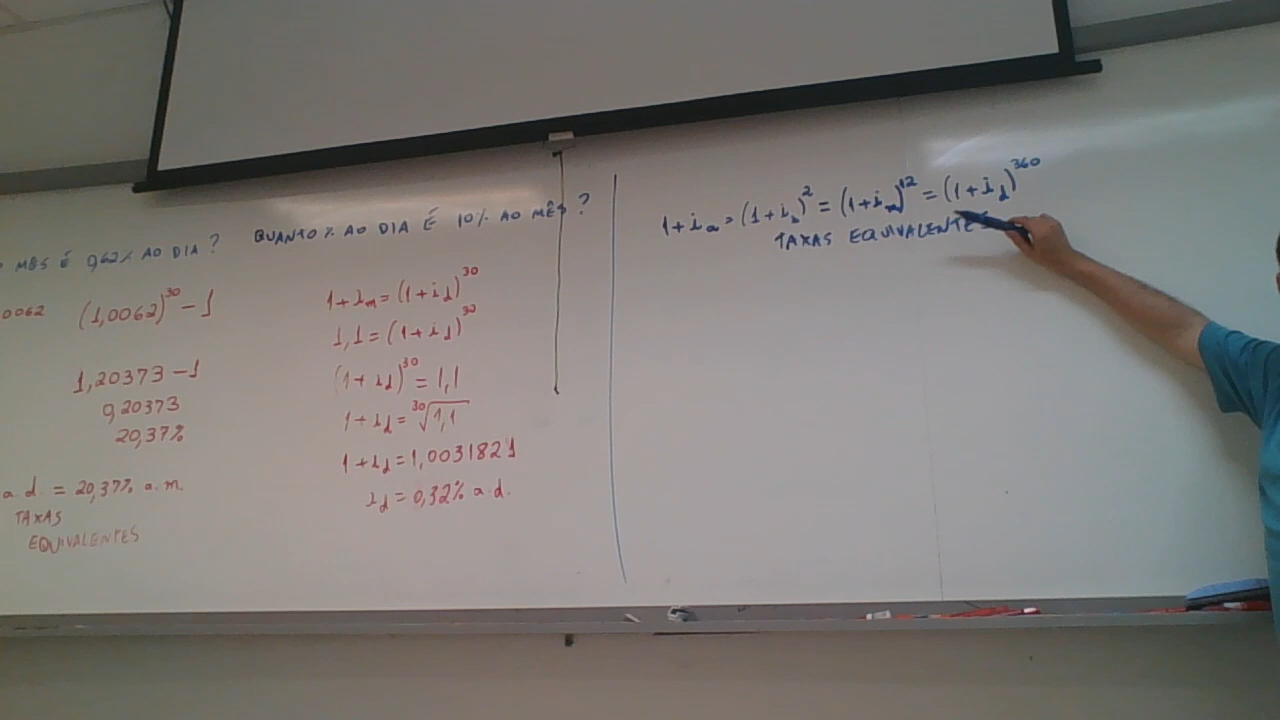 MÊS É 0,62% AO DIA ?
0062 (1,0062)^30 - 1
1,20373 - 1
0,20373
20,37%
a.d. = 20,37% a.m.
TAXAS
EQUIVALENTES
QUANTO % AO DIA É 10% AO MÊS ?
1 + i_m = (1 + i_d)^30
1,1 = (1 + i_d)^30
(1 + i_d)^30 = 1,1
1 + i_d = ³⁰√1,1
1 + i_d = 1,0031821
i_d = 0,32% a.d.
1 + i_a = (1 + i_s)^2 = (1 + i_m)^12 = (1 + i_d)^360
TAXAS EQUIVALENTES